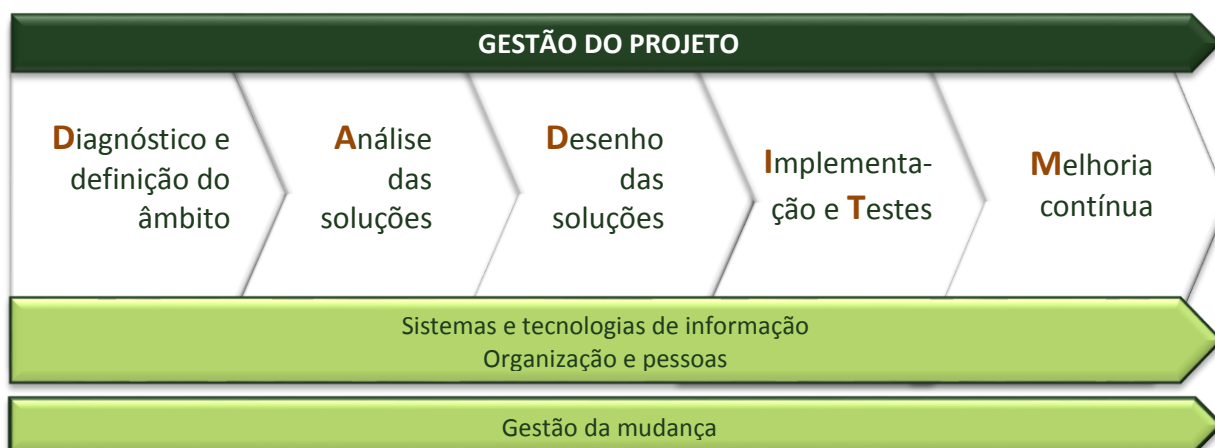 GESTÃO DO PROJETO
Diagnóstico e
definição do
âmbito
Análise
das
soluções
Desenho
das
soluções
Implementa-
ção e Testes
Melhoria
contínua
Sistemas e tecnologias de informação
Organização e pessoas
Gestão da mudança